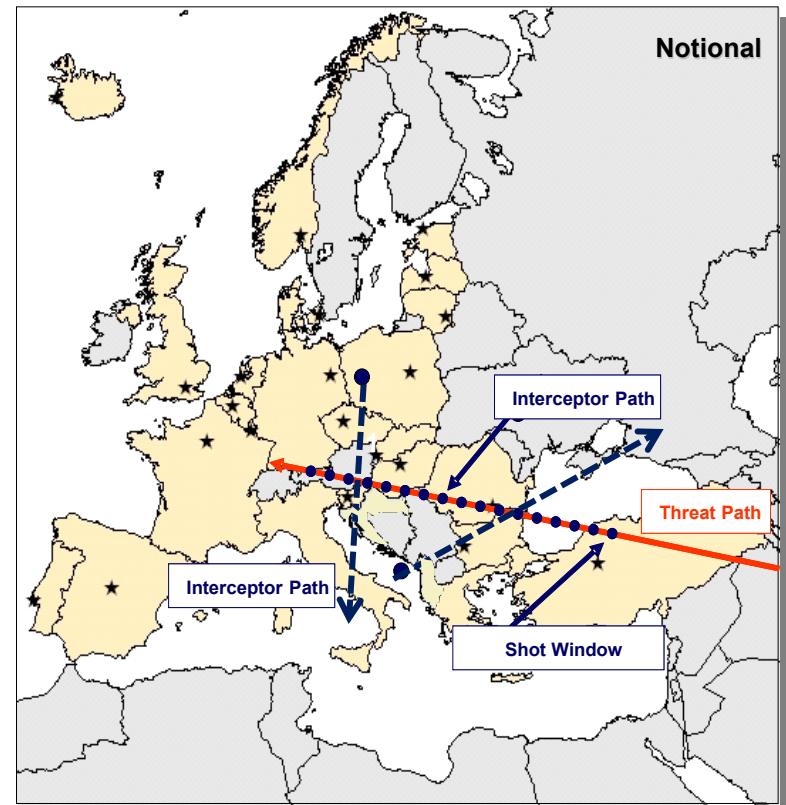 Notional
Interceptor Path
Threat Path
Interceptor Path
Shot Window